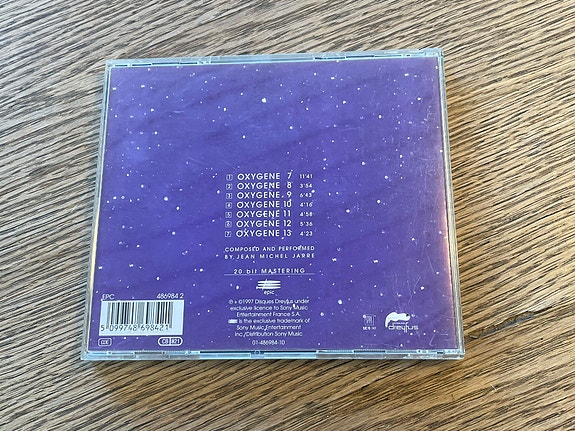 1 OXYGENE 7 11'41
2 OXYGENE 8 3'54
3 OXYGENE 9 6'43
4 OXYGENE 10 4'16
5 OXYGENE 11 4'58
6 OXYGENE 12 5'36
7 OXYGENE 13 4'23
COMPOSED AND PERFORMED
BY JEAN MICHEL JARRE
20 bit MASTERING
epic
EPC 486984 2
5 099748 698421
℗ + ©1997 Disques Dreyfus under
exclusive licence to Sony Music
Entertainment France S.A.
is the exclusive trademark of
Sony Music Entertainment
Inc./Distribution Sony Music
01-486984-10
dreyfus